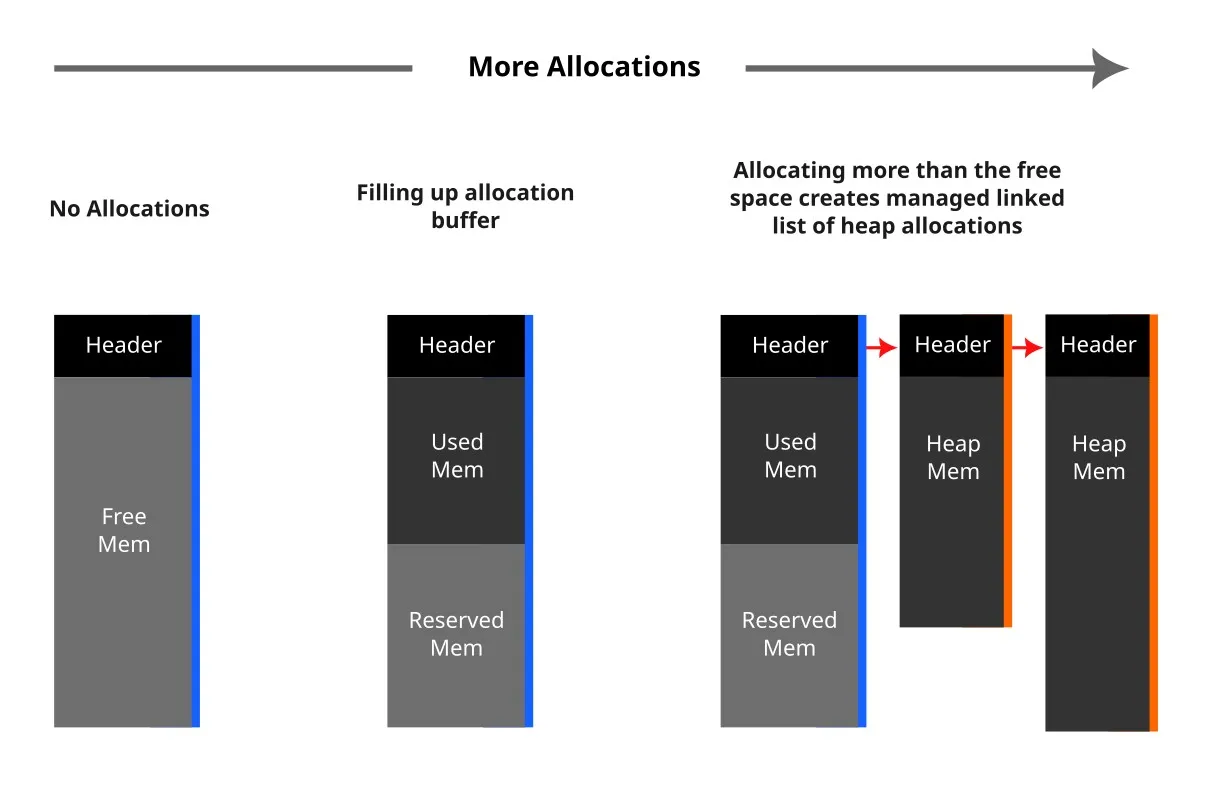 More Allocations
No Allocations
Filling up allocation
buffer
Allocating more than the free
space creates managed linked
list of heap allocations
Header
Free
Mem
Header
Used
Mem
Reserved
Mem
Header
Used
Mem
Reserved
Mem
Header
Heap
Mem
Header
Heap
Mem